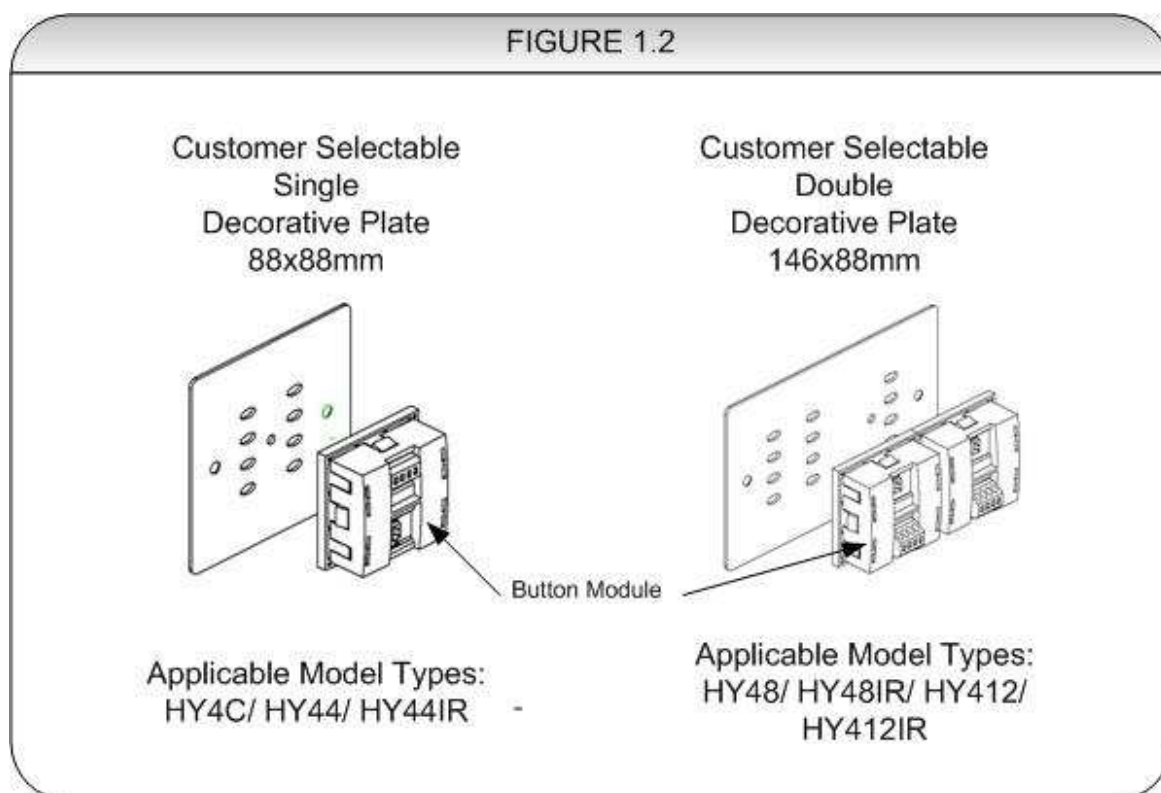 FIGURE 1.2
Customer Selectable
Single
Decorative Plate
88x88mm
Customer Selectable
Double
Decorative Plate
146x88mm
Button Module
Applicable Model Types:
HY4C/ HY44/ HY44IR -
Applicable Model Types:
HY48/ HY48IR/ HY412/
HY412IR